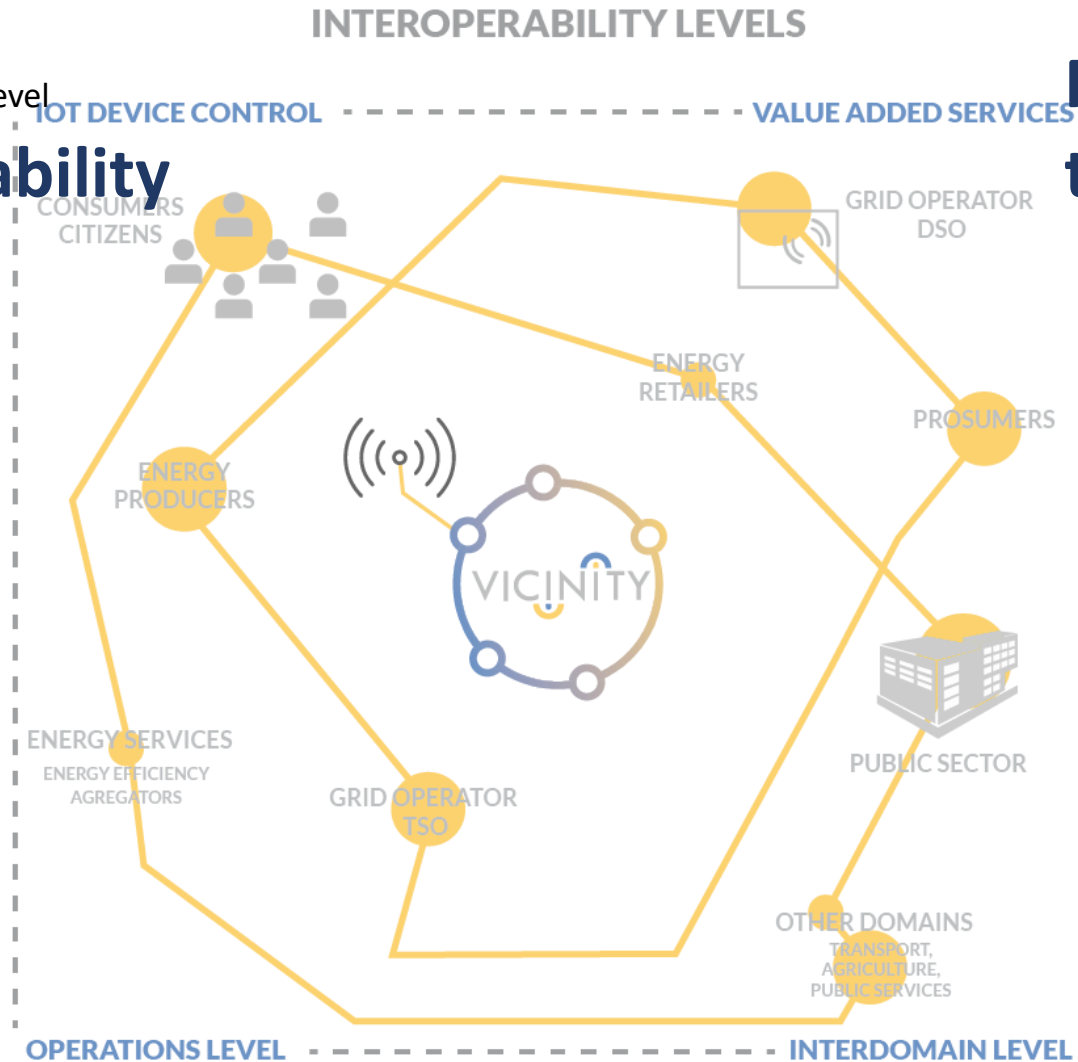 INTEROPERABILITY LEVELS
evel
IOT DEVICE CONTROL
VALUE ADDED SERVICES
ability
t
CONSUMERS
CITIZENS
GRID OPERATOR
DSO
ENERGY
RETAILERS
PROSUMERS
ENERGY
PRODUCERS
VICINITY
ENERGY SERVICES
ENERGY EFFICIENCY
AGREGATORS
GRID OPERATOR
TSO
PUBLIC SECTOR
OTHER DOMAINS
TRANSPORT,
AGRICULTURE,
PUBLIC SERVICES
OPERATIONS LEVEL
INTERDOMAIN LEVEL